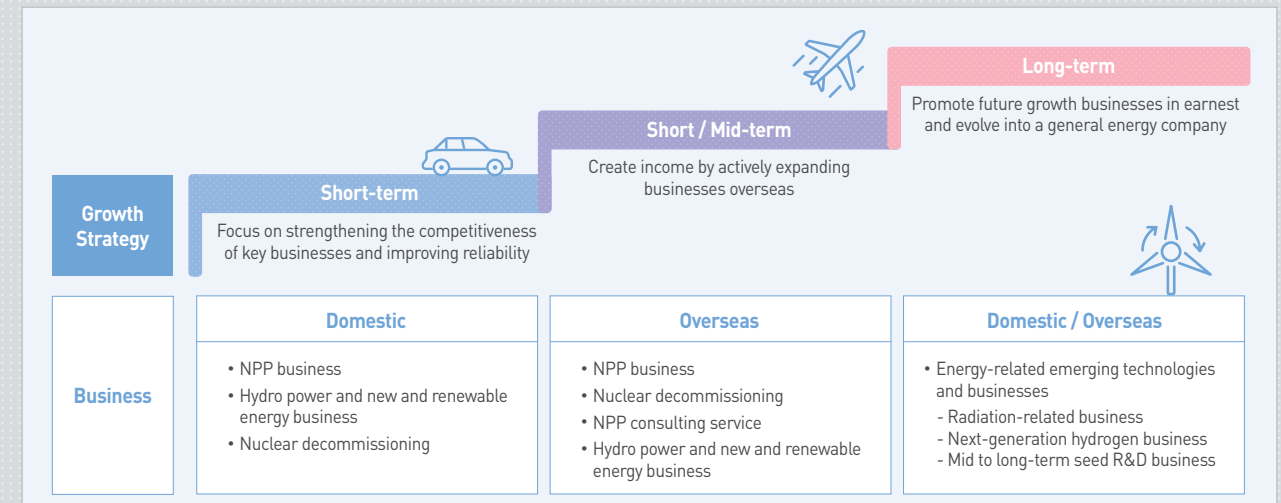 Growth
Strategy
Short-term
Focus on strengthening the competitiveness
of key businesses and improving reliability
Short / Mid-term
Create income by actively expanding
businesses overseas
Long-term
Promote future growth businesses in earnest
and evolve into a general energy company
Business
Domestic
• NPP business
• Hydro power and new and renewable
energy business
• Nuclear decommissioning
Overseas
• NPP business
• Nuclear decommissioning
• NPP consulting service
• Hydro power and new and renewable
energy business
Domestic / Overseas
• Energy-related emerging technologies
and businesses
- Radiation-related business
- Next-generation hydrogen business
- Mid to long-term seed R&D business